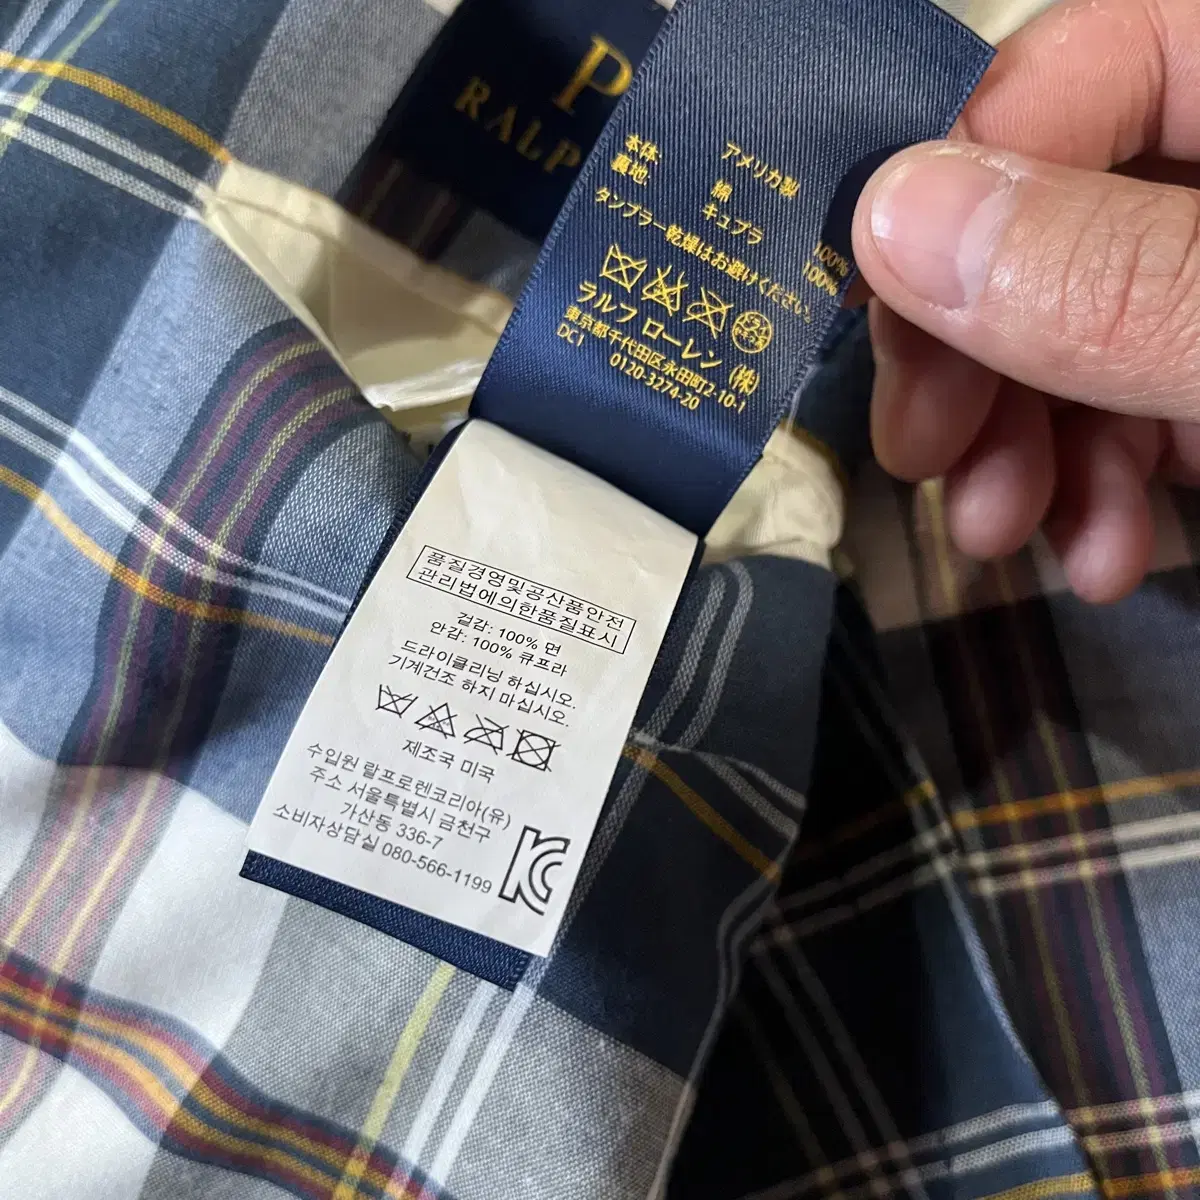 P
RALP
アメリカ製
本体: 綿 100%
裏地: キュプラ 100%
タンブラー乾燥はお避けください。
ラルフ ローレン (株)
東京都千代田区永田町2-10-1
DC1 0120-3274-20
품질경영및공산품안전
관리법에의한품질표시
겉감: 100% 면
안감: 100% 큐프라
드라이클리닝 하십시오.
기계건조 하지 마십시오.
제조국 미국
수입원 랄프로렌코리아(유)
주소 서울특별시 금천구
가산동 336-7
소비자상담실 080-566-1199